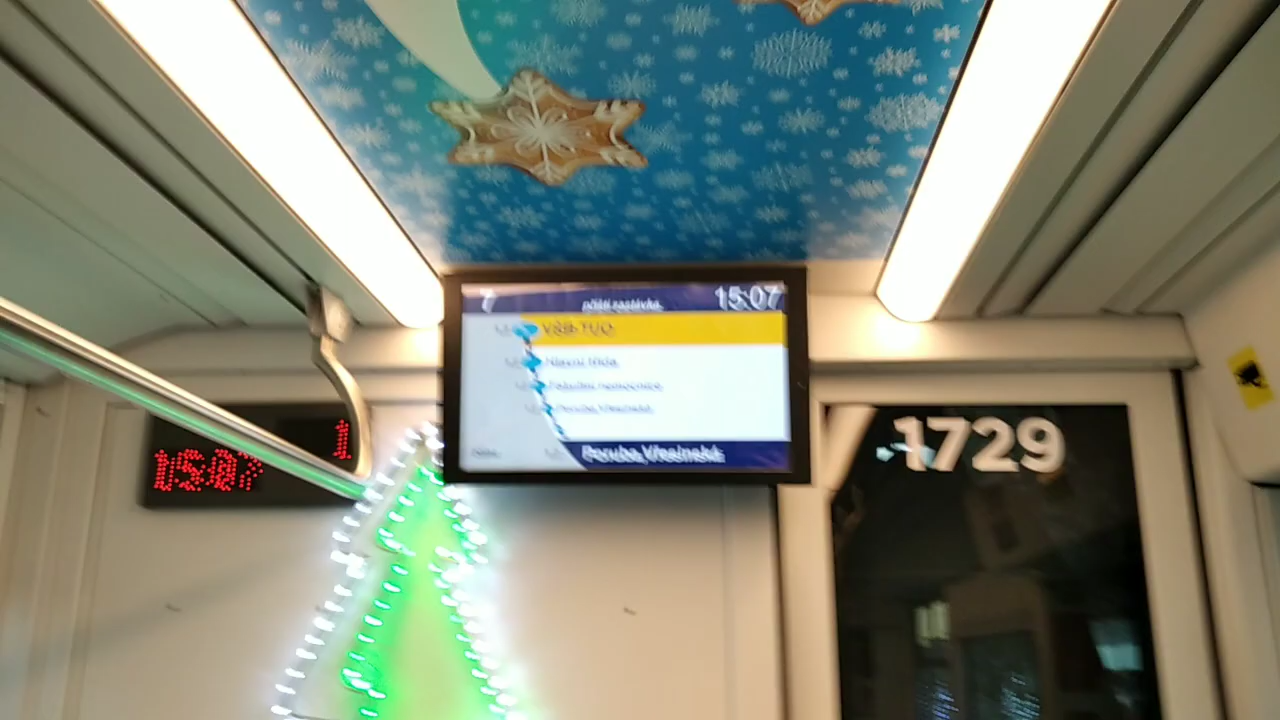 7 příští zastávka 15:07
VŠB-TUO
Hlavní třída
Fakultní nemocnice
Poruba,Vřesinská
Poruba,Vřesinská
1
15:07
1729